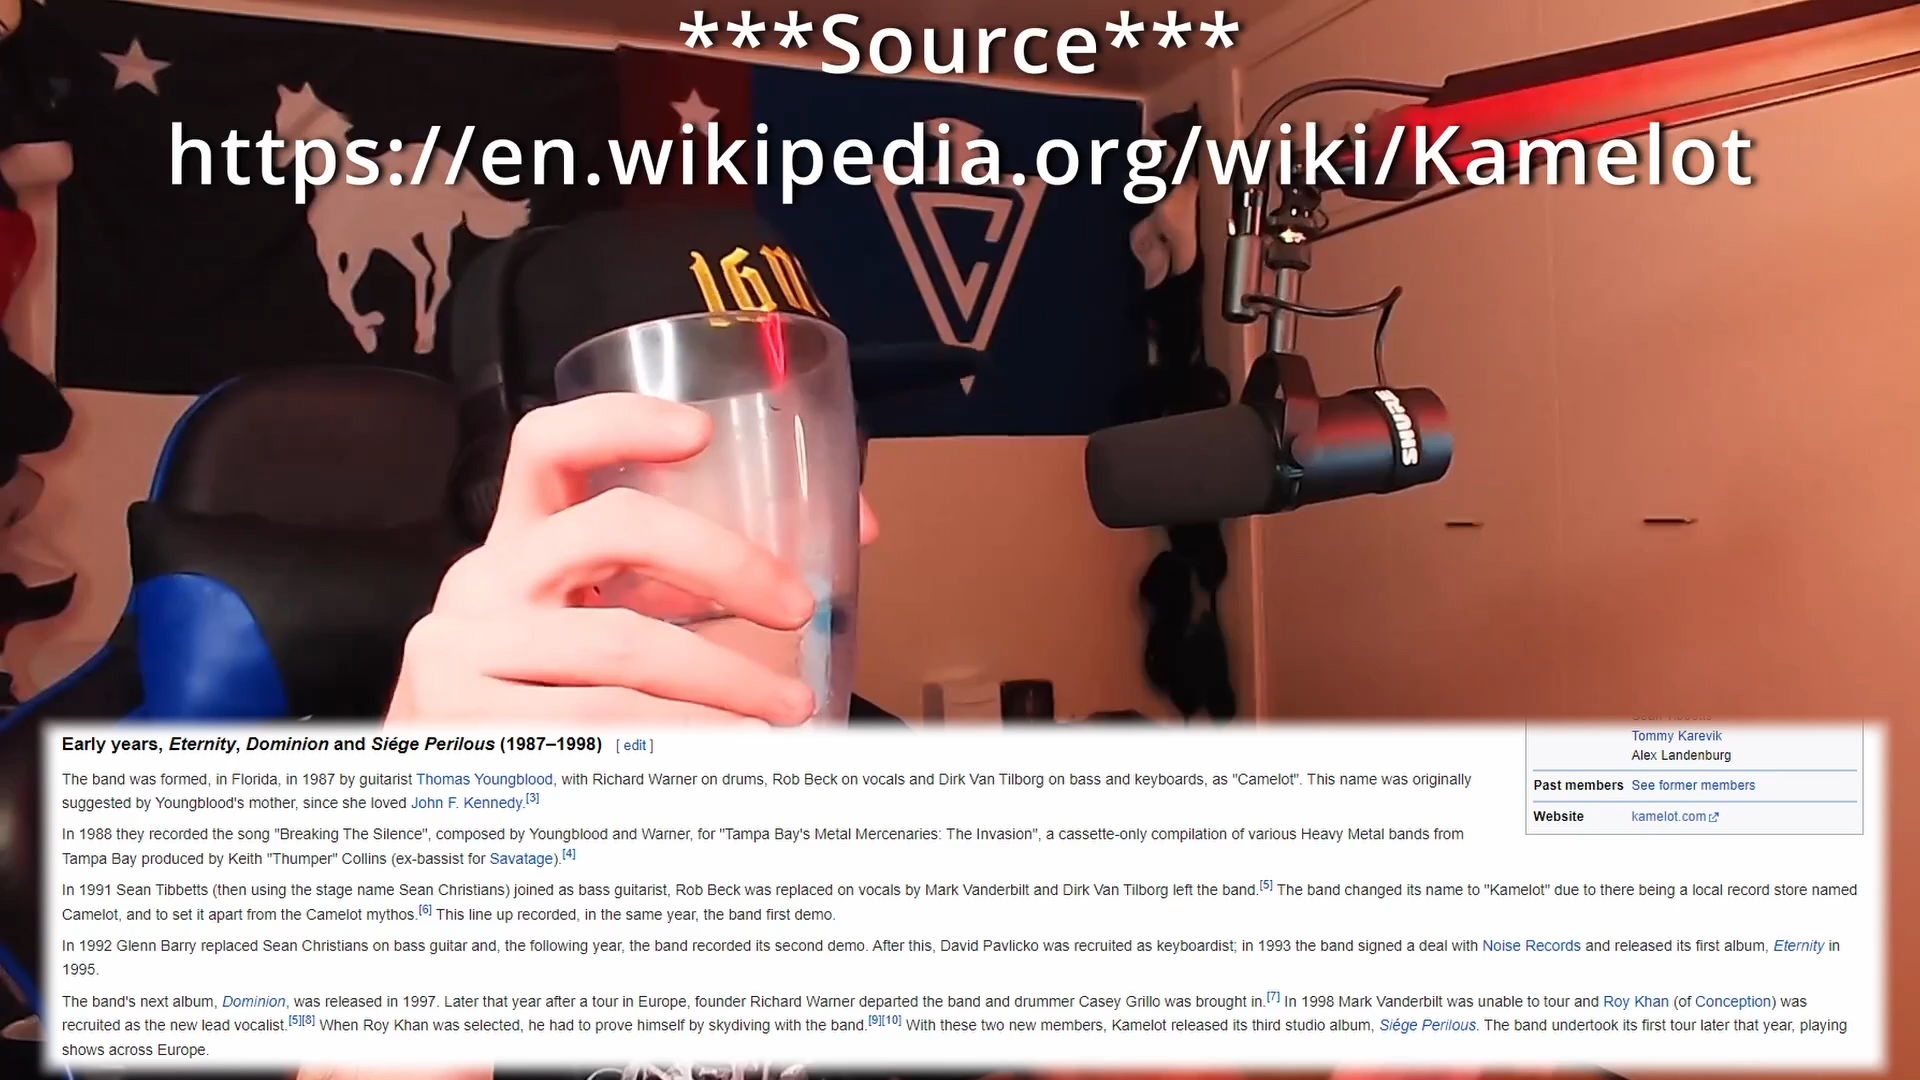 ***Source***
https://en.wikipedia.org/wiki/Kamelot
SHURE
Early years, Eternity, Dominion and Siége Perilous (1987–1998) [ edit ]
The band was formed, in Florida, in 1987 by guitarist Thomas Youngblood, with Richard Warner on drums, Rob Beck on vocals and Dirk Van Tilborg on bass and keyboards, as "Camelot". This name was originally
suggested by Youngblood's mother, since she loved John F. Kennedy.[3]
In 1988 they recorded the song "Breaking The Silence", composed by Youngblood and Warner, for "Tampa Bay's Metal Mercenaries: The Invasion", a cassette-only compilation of various Heavy Metal bands from
Tampa Bay produced by Keith "Thumper" Collins (ex-bassist for Savatage).[4]
In 1991 Sean Tibbetts (then using the stage name Sean Christians) joined as bass guitarist, Rob Beck was replaced on vocals by Mark Vanderbilt and Dirk Van Tilborg left the band.[5] The band changed its name to "Kamelot" due to there being a local record store named
Camelot, and to set it apart from the Camelot mythos.[6] This line up recorded, in the same year, the band first demo.
In 1992 Glenn Barry replaced Sean Christians on bass guitar and, the following year, the band recorded its second demo. After this, David Pavlicko was recruited as keyboardist; in 1993 the band signed a deal with Noise Records and released its first album, Eternity in
1995.
The band's next album, Dominion, was released in 1997. Later that year after a tour in Europe, founder Richard Warner departed the band and drummer Casey Grillo was brought in.[7] In 1998 Mark Vanderbilt was unable to tour and Roy Khan (of Conception) was
recruited as the new lead vocalist.[5][8] When Roy Khan was selected, he had to prove himself by skydiving with the band.[9][10] With these two new members, Kamelot released its third studio album, Siége Perilous. The band undertook its first tour later that year, playing
shows across Europe.
Tommy Karevik
Alex Landenburg
Past members See former members
Website kamelot.com